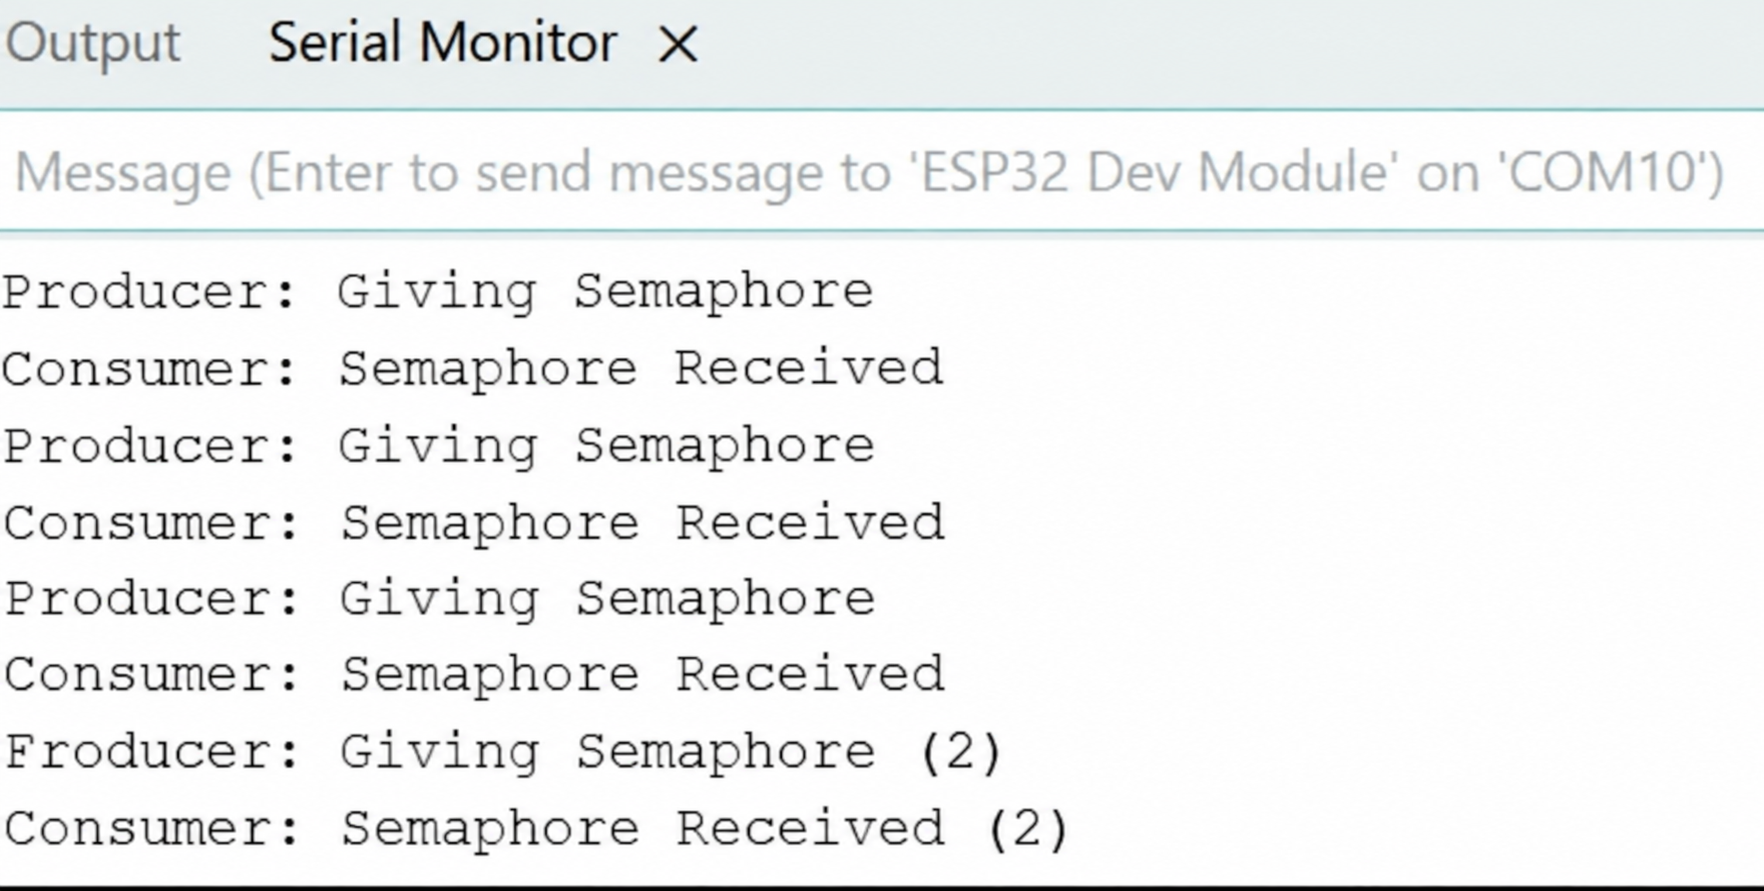 Output Serial Monitor ×
Message (Enter to send message to 'ESP32 Dev Module' on 'COM10')
Producer: Giving Semaphore
Consumer: Semaphore Received
Producer: Giving Semaphore
Consumer: Semaphore Received
Producer: Giving Semaphore
Consumer: Semaphore Received
Froducer: Giving Semaphore (2)
Consumer: Semaphore Received (2)